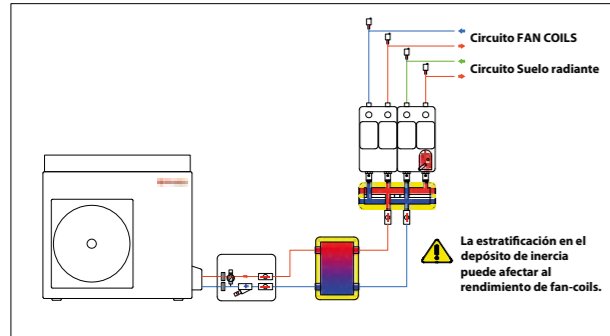 Circuito FAN COILS
Circuito Suelo radiante
La estratificación en el
depósito de inercia
puede afectar al
rendimiento de fan-coils.